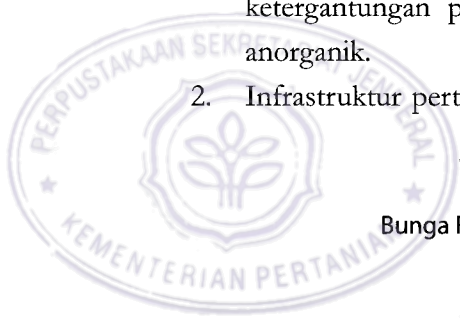 ketergantungan p
anorganik.
2. Infrastruktur pert
Bunga R
PERPUSTAKAAN SEKRETARIAT JENDERAL
KEMENTERIAN PERTANIAN